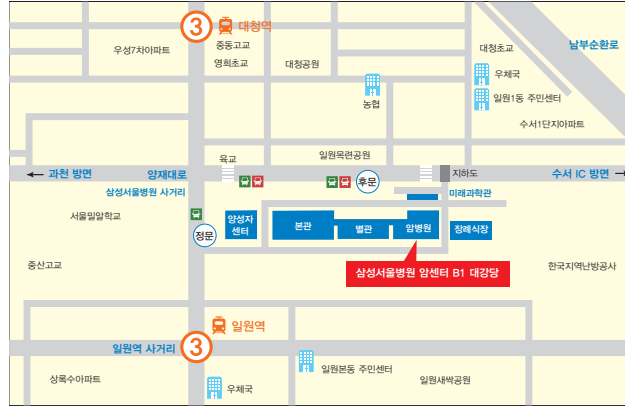 ③ 대청역
우성7차아파트
중동고교
영희초교
대청공원
대청초교
남부순환로
우체국
농협
일원1동 주민센터
수서1단지아파트
육교
일원목련공원
← 과천 방면
양재대로
후문
지하도
수서 IC 방면 →
삼성서울병원 사거리
미래과학관
서울밀알학교
정문
양성자
센터
본관
별관
암병원
장례식장
중산고교
삼성서울병원 암센터 B1 대강당
한국지역난방공사
일원역
일원역 사거리
③
일원본동 주민센터
상록수아파트
우체국
일원새싹공원